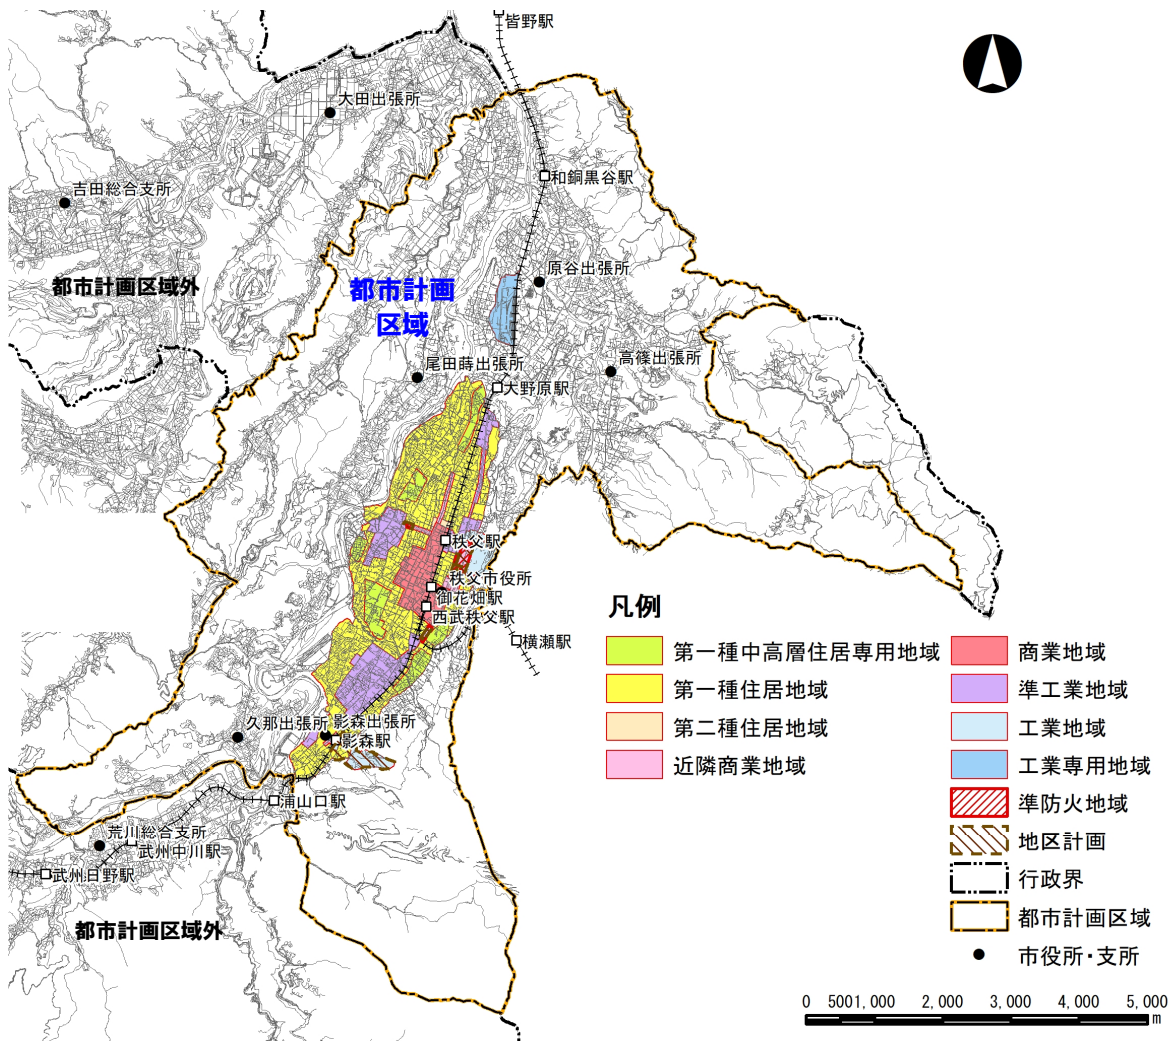 皆野駅
大田出張所
和銅黒谷駅
吉田総合支所
原谷出張所
都市計画区域外
都市計画
区域
尾田蒔出張所
高篠出張所
大野原駅
秩父駅
秩父市役所
御花畑駅
西武秩父駅
横瀬駅
久那出張所
影森出張所
影森駅
浦山口駅
荒川総合支所
武州中川駅
武州日野駅
都市計画区域外
凡例
第一種中高層住居専用地域
第一種住居地域
第二種住居地域
近隣商業地域
商業地域
準工業地域
工業地域
工業専用地域
準防火地域
地区計画
行政界
都市計画区域
市役所・支所
0 500 1,000 2,000 3,000 4,000 5,000
m